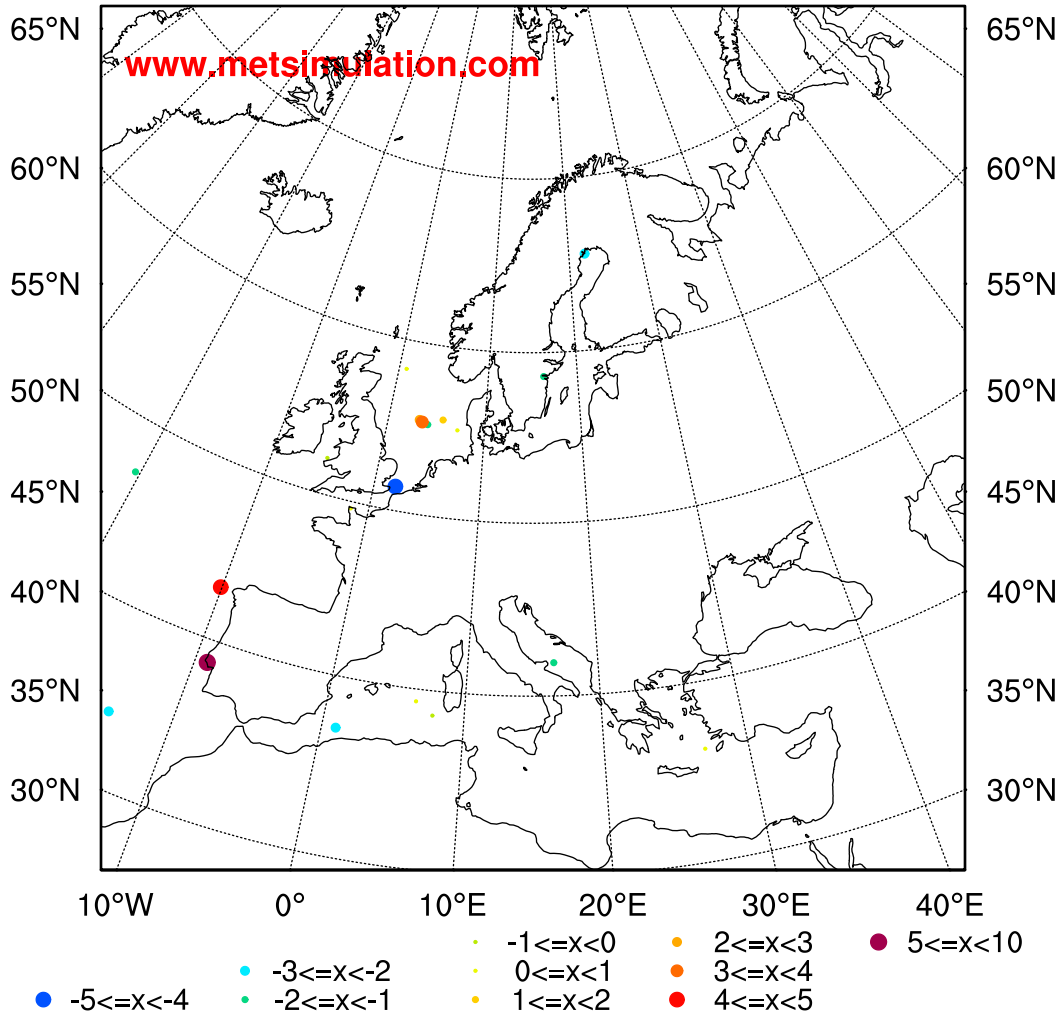 65°N 65°N
www.metsimulation.com
60°N 60°N
55°N 55°N
50°N 50°N
45°N 45°N
40°N 40°N
35°N 35°N
30°N 30°N
10°W 0° 10°E 20°E 30°E 40°E
-1<=x<0 2<=x<3 5<=x<10
-3<=x<-2 0<=x<1 3<=x<4
-5<=x<-4 -2<=x<-1 1<=x<2 4<=x<5